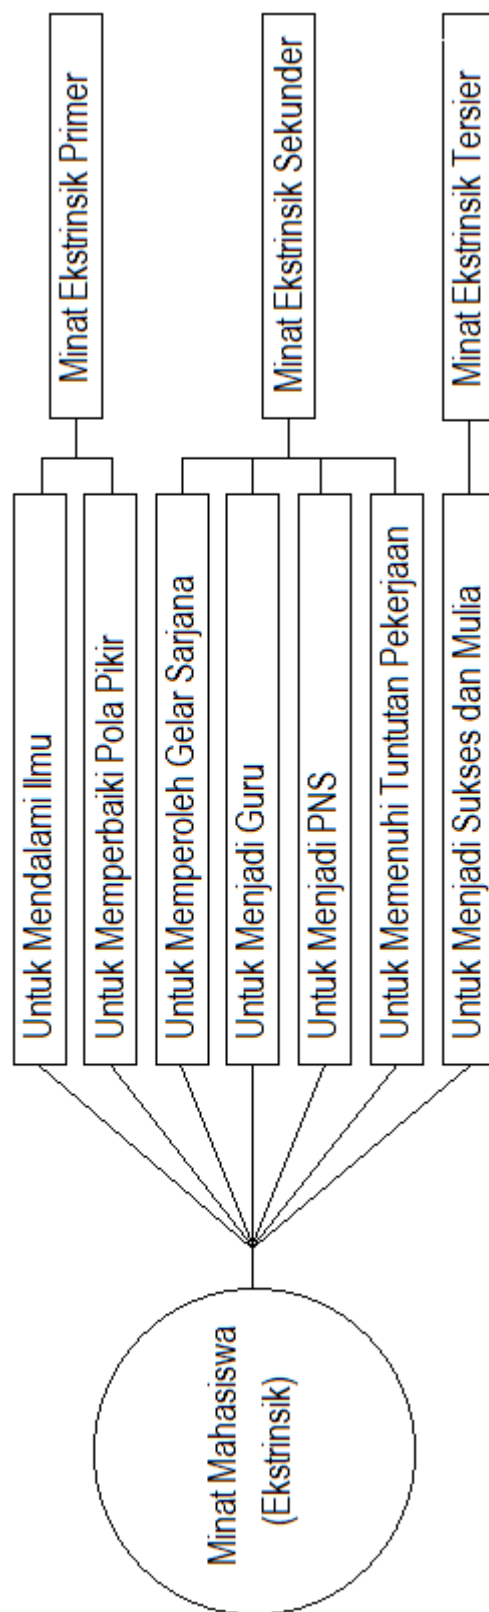 Minat Mahasiswa
(Ekstrinsik)
Untuk Mendalami Ilmu
Untuk Memperbaiki Pola Pikir
Untuk Memperoleh Gelar Sarjana
Untuk Menjadi Guru
Untuk Menjadi PNS
Untuk Memenuhi Tuntutan Pekerjaan
Untuk Menjadi Sukses dan Mulia
Minat Ekstrinsik Primer
Minat Ekstrinsik Sekunder
Minat Ekstrinsik Tersier